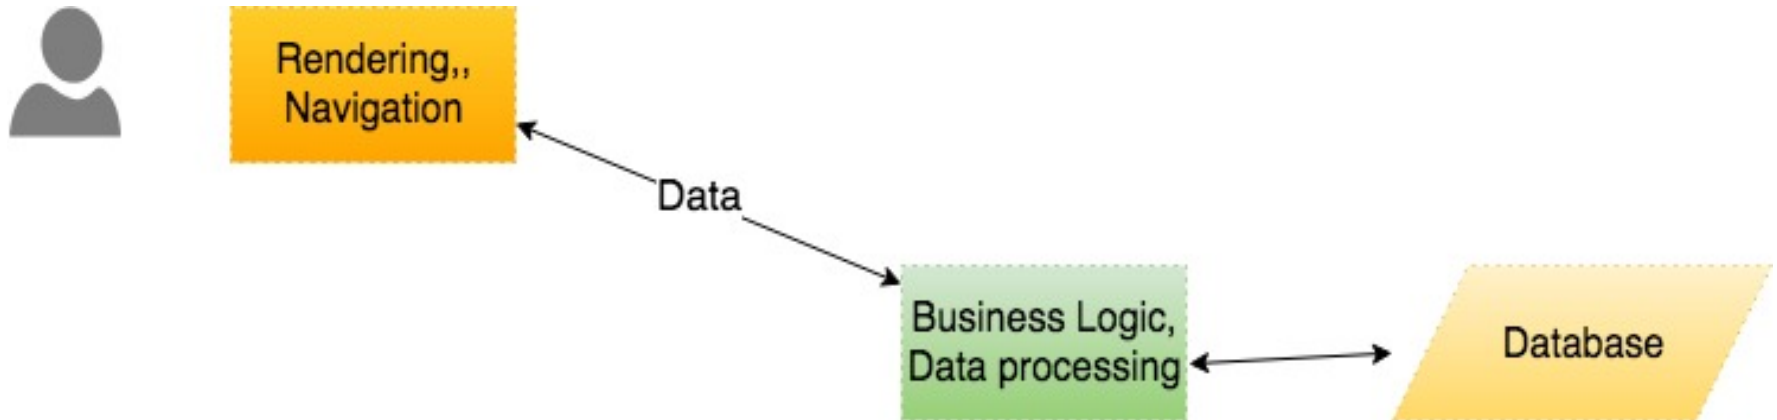 Rendering,,
Navigation
Data
Business Logic,
Data processing
Database